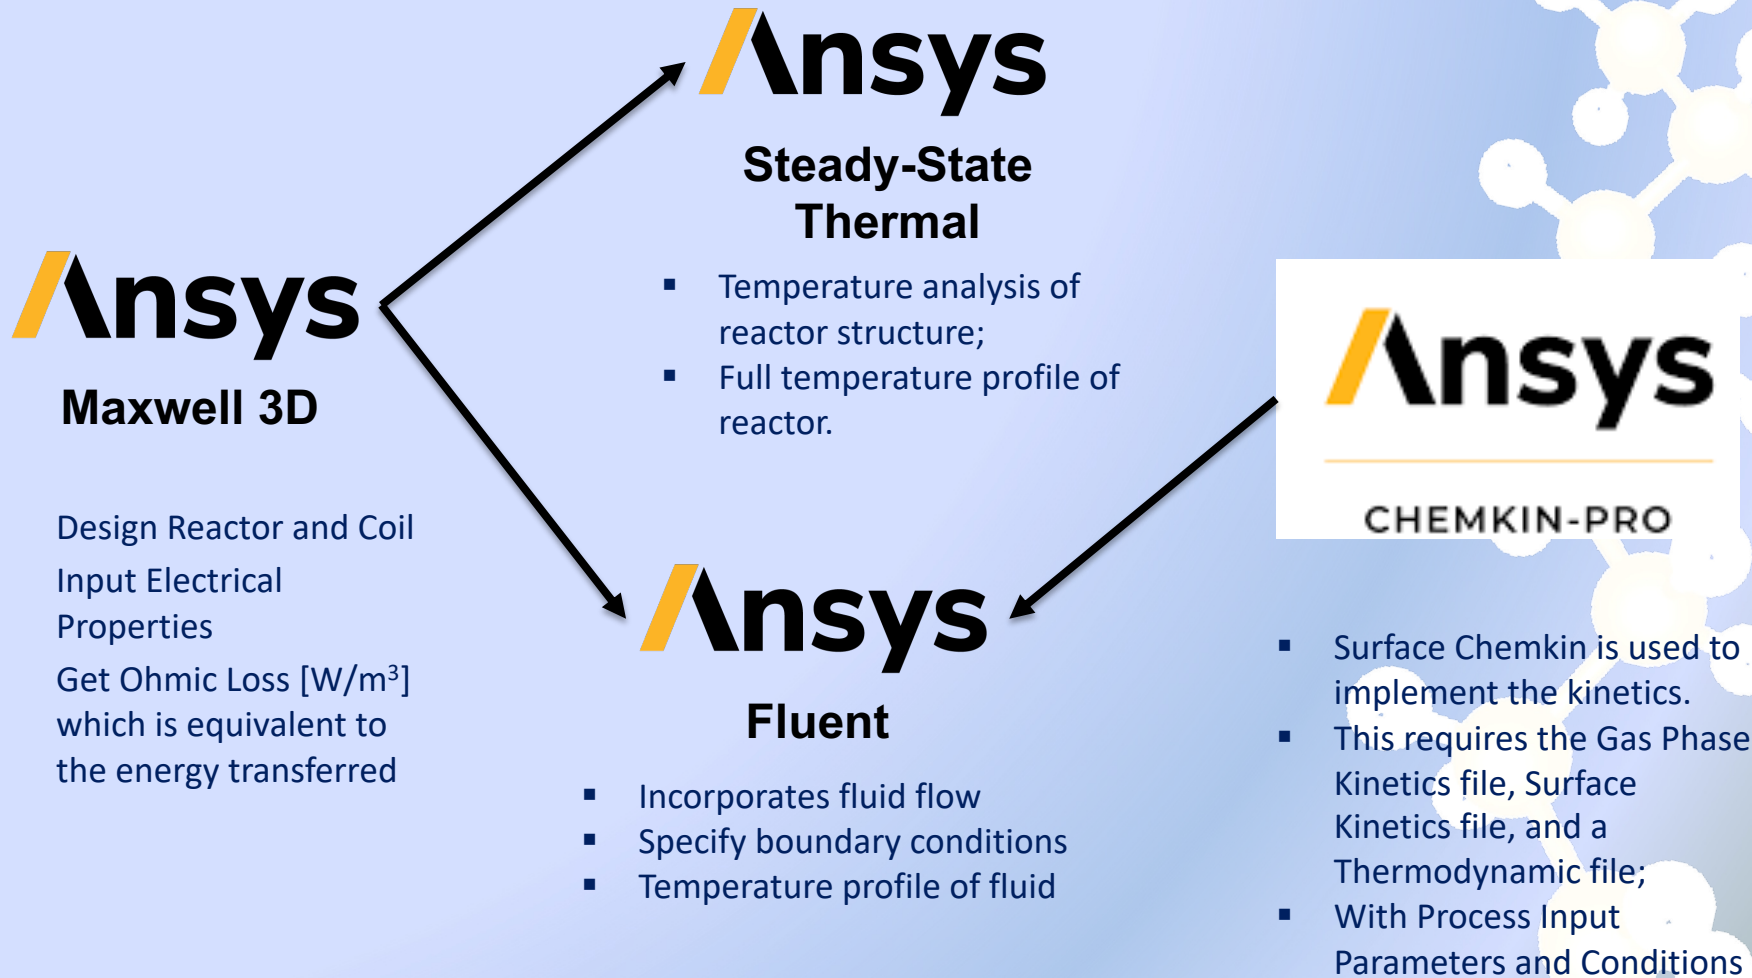 Ansys
Steady-State
Thermal
▪ Temperature analysis of
reactor structure;
▪ Full temperature profile of
reactor.
Ansys
Maxwell 3D
Design Reactor and Coil
Input Electrical
Properties
Get Ohmic Loss [W/m³]
which is equivalent to
the energy transferred
Ansys
Fluent
▪ Incorporates fluid flow
▪ Specify boundary conditions
▪ Temperature profile of fluid
Ansys
CHEMKIN-PRO
▪ Surface Chemkin is used to
implement the kinetics.
▪ This requires the Gas Phase
Kinetics file, Surface
Kinetics file, and a
Thermodynamic file;
▪ With Process Input
Parameters and Conditions